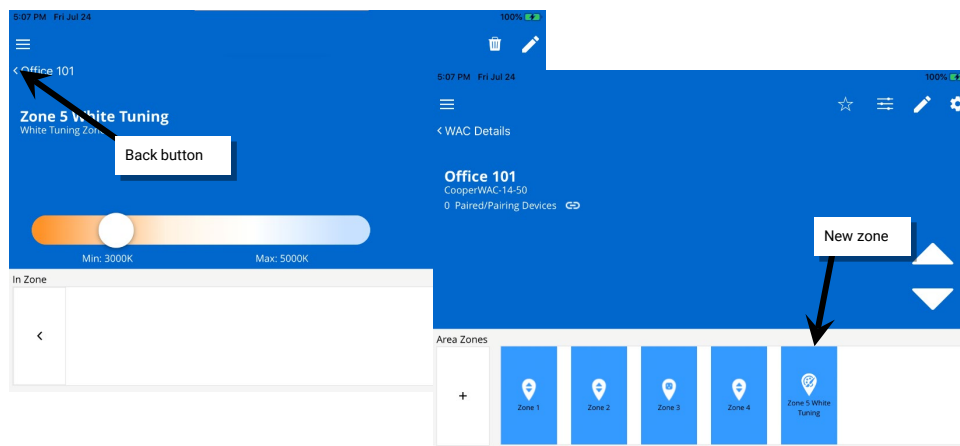 5:07 PM Fri Jul 24
100%
< Office 101
Zone 5 White Tuning
White Tuning Zone
Back button
Min: 3000K
Max: 5000K
In Zone
<
5:07 PM Fri Jul 24
100%
< WAC Details
Office 101
CooperWAC-14-50
0 Paired/Pairing Devices
New zone
Area Zones
+
Zone 1
Zone 2
Zone 3
Zone 4
Zone 5 White
Tuning